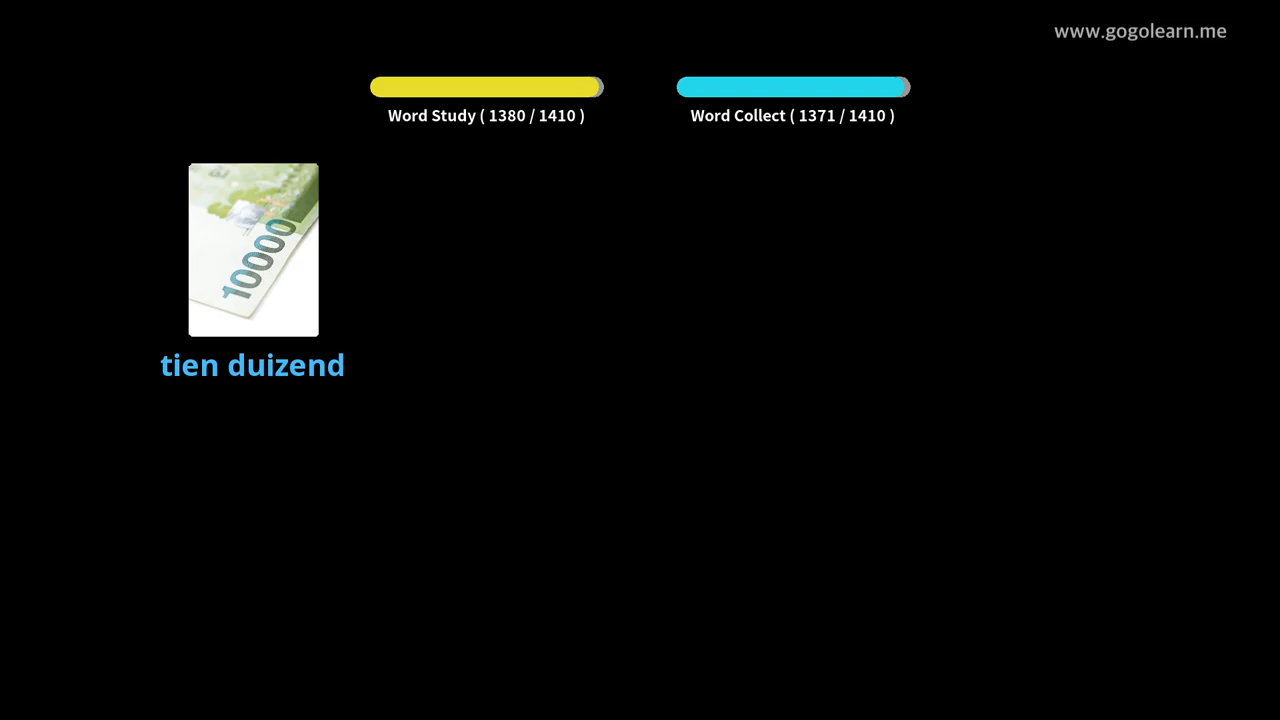 www.gogolearn.me
Word Study ( 1380 / 1410 )
Word Collect ( 1371 / 1410 )
10000
tien duizend